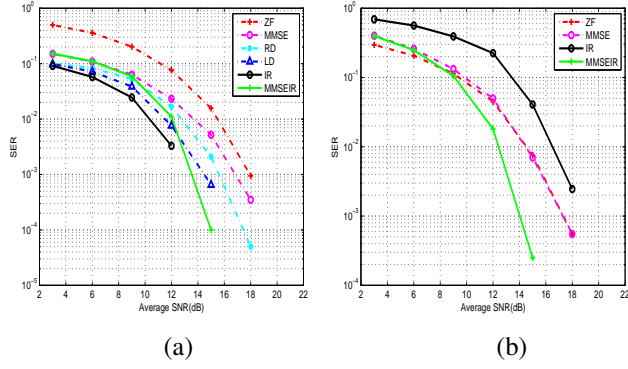 10^0
10^-1
10^-2
10^-3
10^-4
10^-5
SER
2 4 6 8 10 12 14 16 18 20 22
Average SNR(dB)
ZF
MMSE
RD
LD
IR
MMSEIR
(a)
10^0
10^-1
10^-2
10^-3
10^-4
SER
2 4 6 8 10 12 14 16 18 20 22
Average SNR(dB)
ZF
MMSE
IR
MMSEIR
(b)